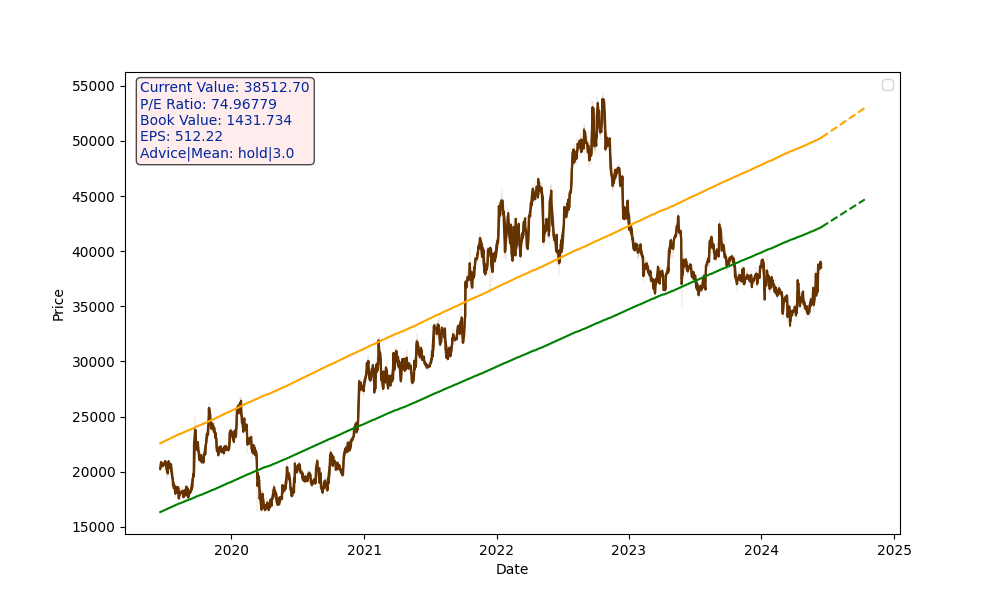 Current Value: 38512.70
P/E Ratio: 74.96779
Book Value: 1431.734
EPS: 512.22
Advice|Mean: hold|3.0
55000
50000
45000
40000
35000
30000
25000
20000
15000
Price
2020
2021
2022
2023
2024
2025
Date